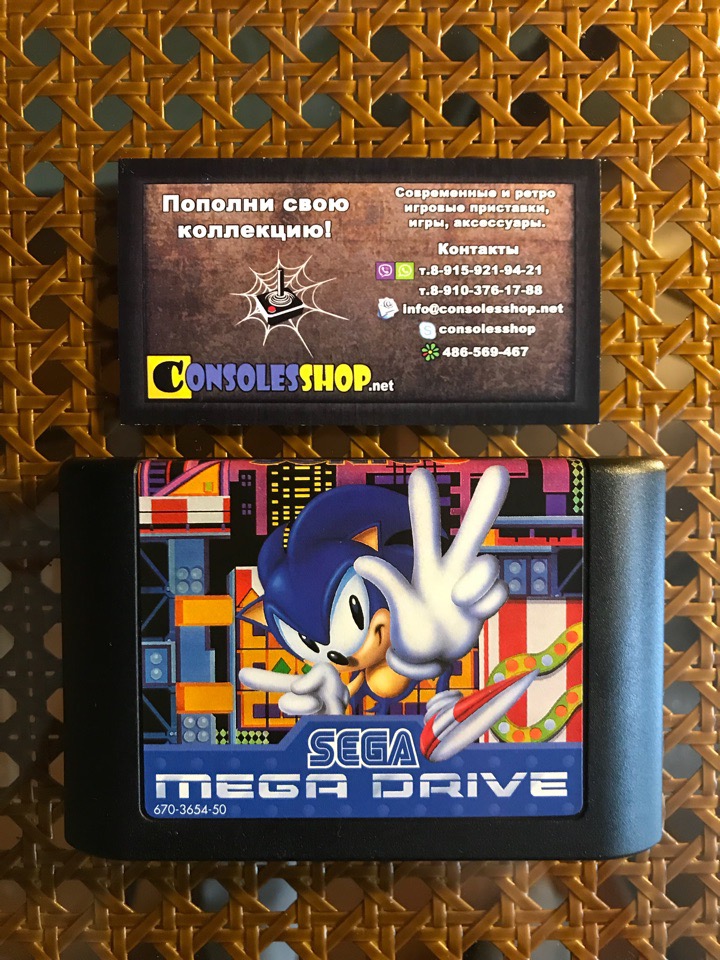 Пополни свою
коллекцию!
CONSOLESSHOP.net
Современные и ретро
игровые приставки,
игры, аксессуары.
Контакты
т.8-915-921-94-21
т.8-910-376-17-88
info@consolesshop.net
consolesshop
486-569-467
SEGA
MEGA DRIVE
670-3654-50